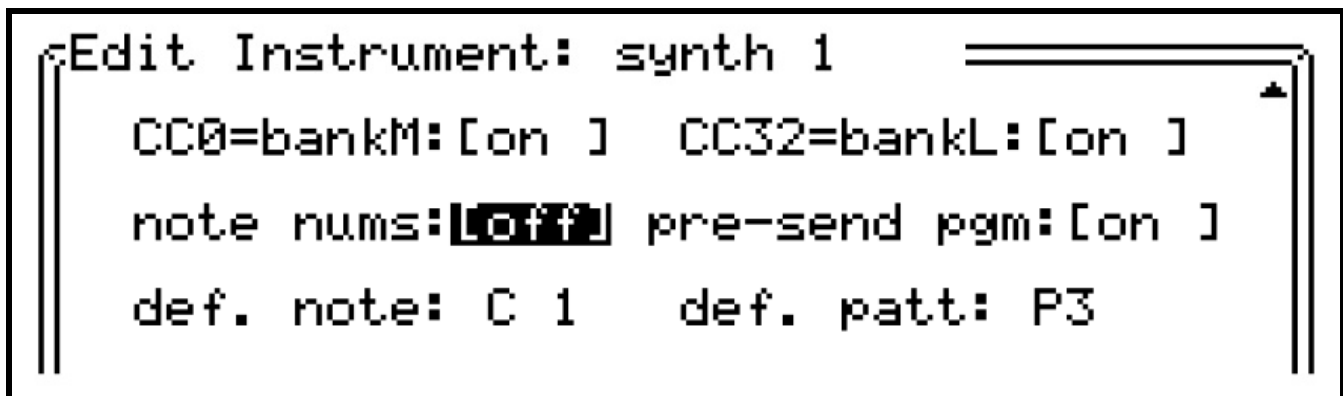 Edit Instrument: synth 1
CC0=bankM:[on ] CC32=bankL:[on ]
note nums:[off] pre-send pgm:[on ]
def. note: C 1 def. patt: P3